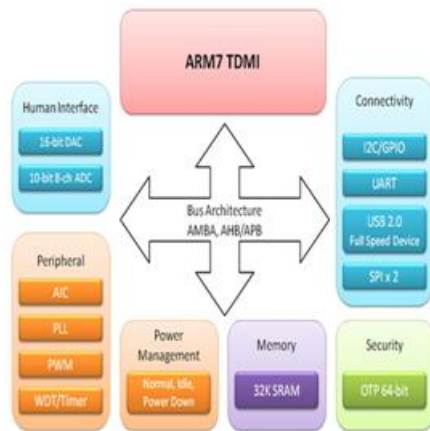 ARM7 TDMI
Human Interface
16-bit DAC
10-bit 8-ch ADC
Connectivity
I2C/GPIO
UART
USB 2.0
Full Speed Device
SPI x 2
Bus Architecture
AMBA, AHB/APB
Peripheral
AIC
PLL
PWM
WDT/Timer
Power
Management
Normal, Idle,
Power Down
Memory
32K SRAM
Security
OTP 64-bit